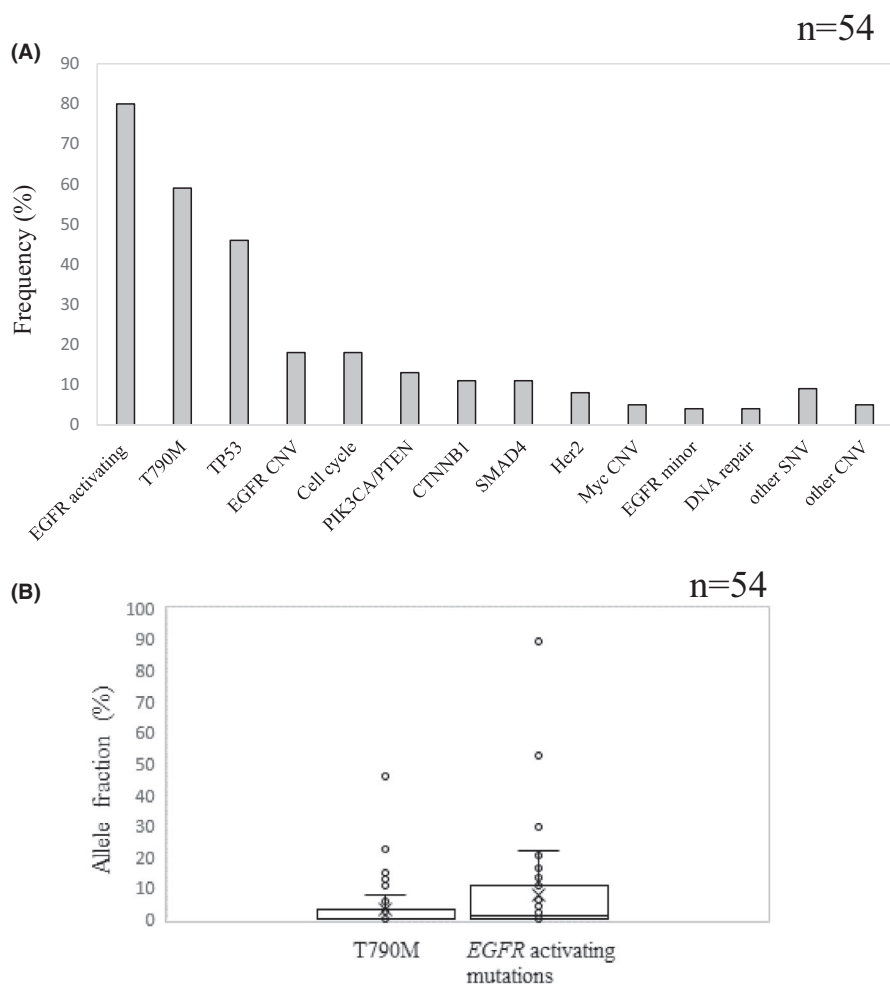 n=54
(A)
90
80
70
60
50
40
30
20
10
0
Frequency (%)
EGFR activating
T790M
TP53
EGFR CNV
Cell cycle
PIK3CA/PTEN
CTNNB1
SMAD4
Her2
Myc CNV
EGFR minor
DNA repair
other SNV
other CNV
(B)
n=54
100
90
80
70
60
50
40
30
20
10
0
Allele fraction (%)
T790M
EGFR activating
mutations